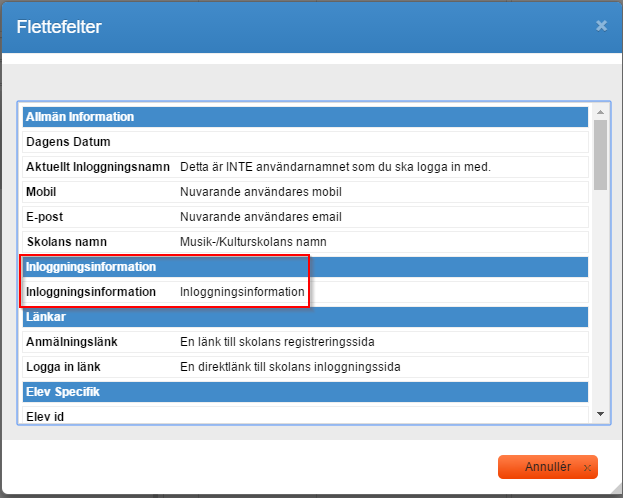 Flettefelter
Allmän Information
Dagens Datum
Aktuellt Inloggningsnamn Detta är INTE användarnamnet som du ska logga in med.
Mobil Nuvarande användares mobil
E-post Nuvarande användares email
Skolans namn Musik-/Kulturskolans namn
Inloggningsinformation
Inloggningsinformation Inloggningsinformation
Länkar
Anmälningslänk En länk till skolans registreringssida
Logga in länk En direktlänk till skolans inloggningssida
Elev Specifik
Elev id
Annullér